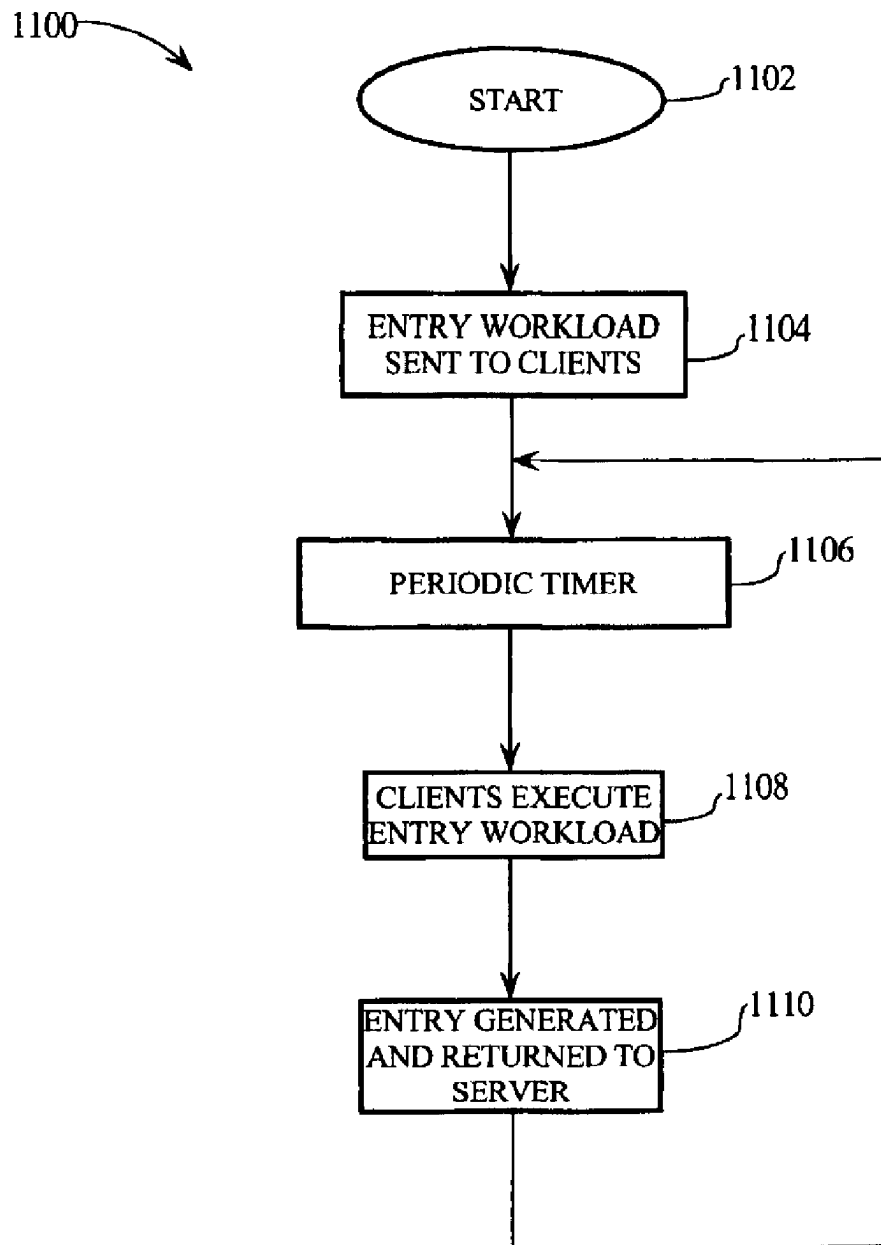 1100
START
1102
ENTRY WORKLOAD
SENT TO CLIENTS
1104
PERIODIC TIMER
1106
CLIENTS EXECUTE
ENTRY WORKLOAD
1108
ENTRY GENERATED
AND RETURNED TO
SERVER
1110